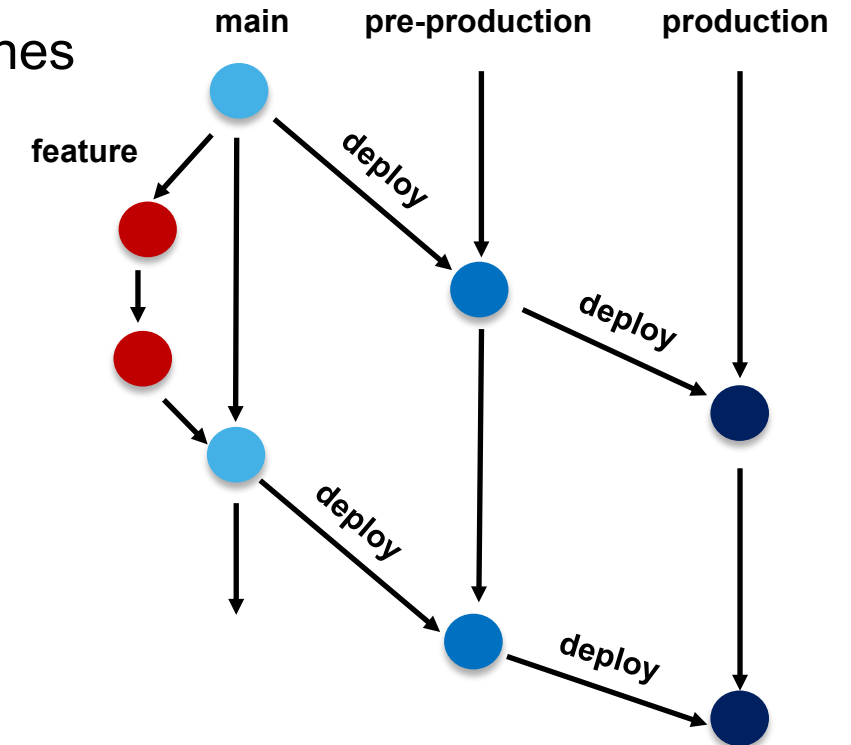 main pre-production production
nes
feature
deploy
deploy
deploy
deploy